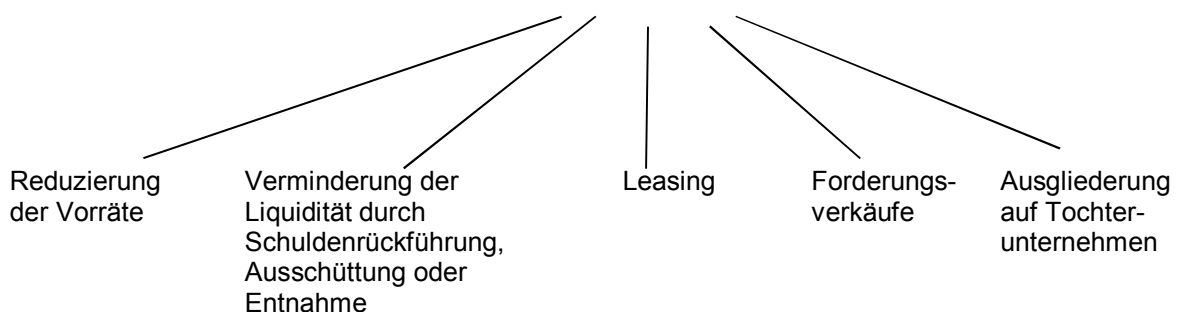 Reduzierung
der Vorräte
Verminderung der
Liquidität durch
Schuldenrückführung,
Ausschüttung oder
Entnahme
Leasing
Forderungs-
verkäufe
Ausgliederung
auf Tochter-
unternehmen